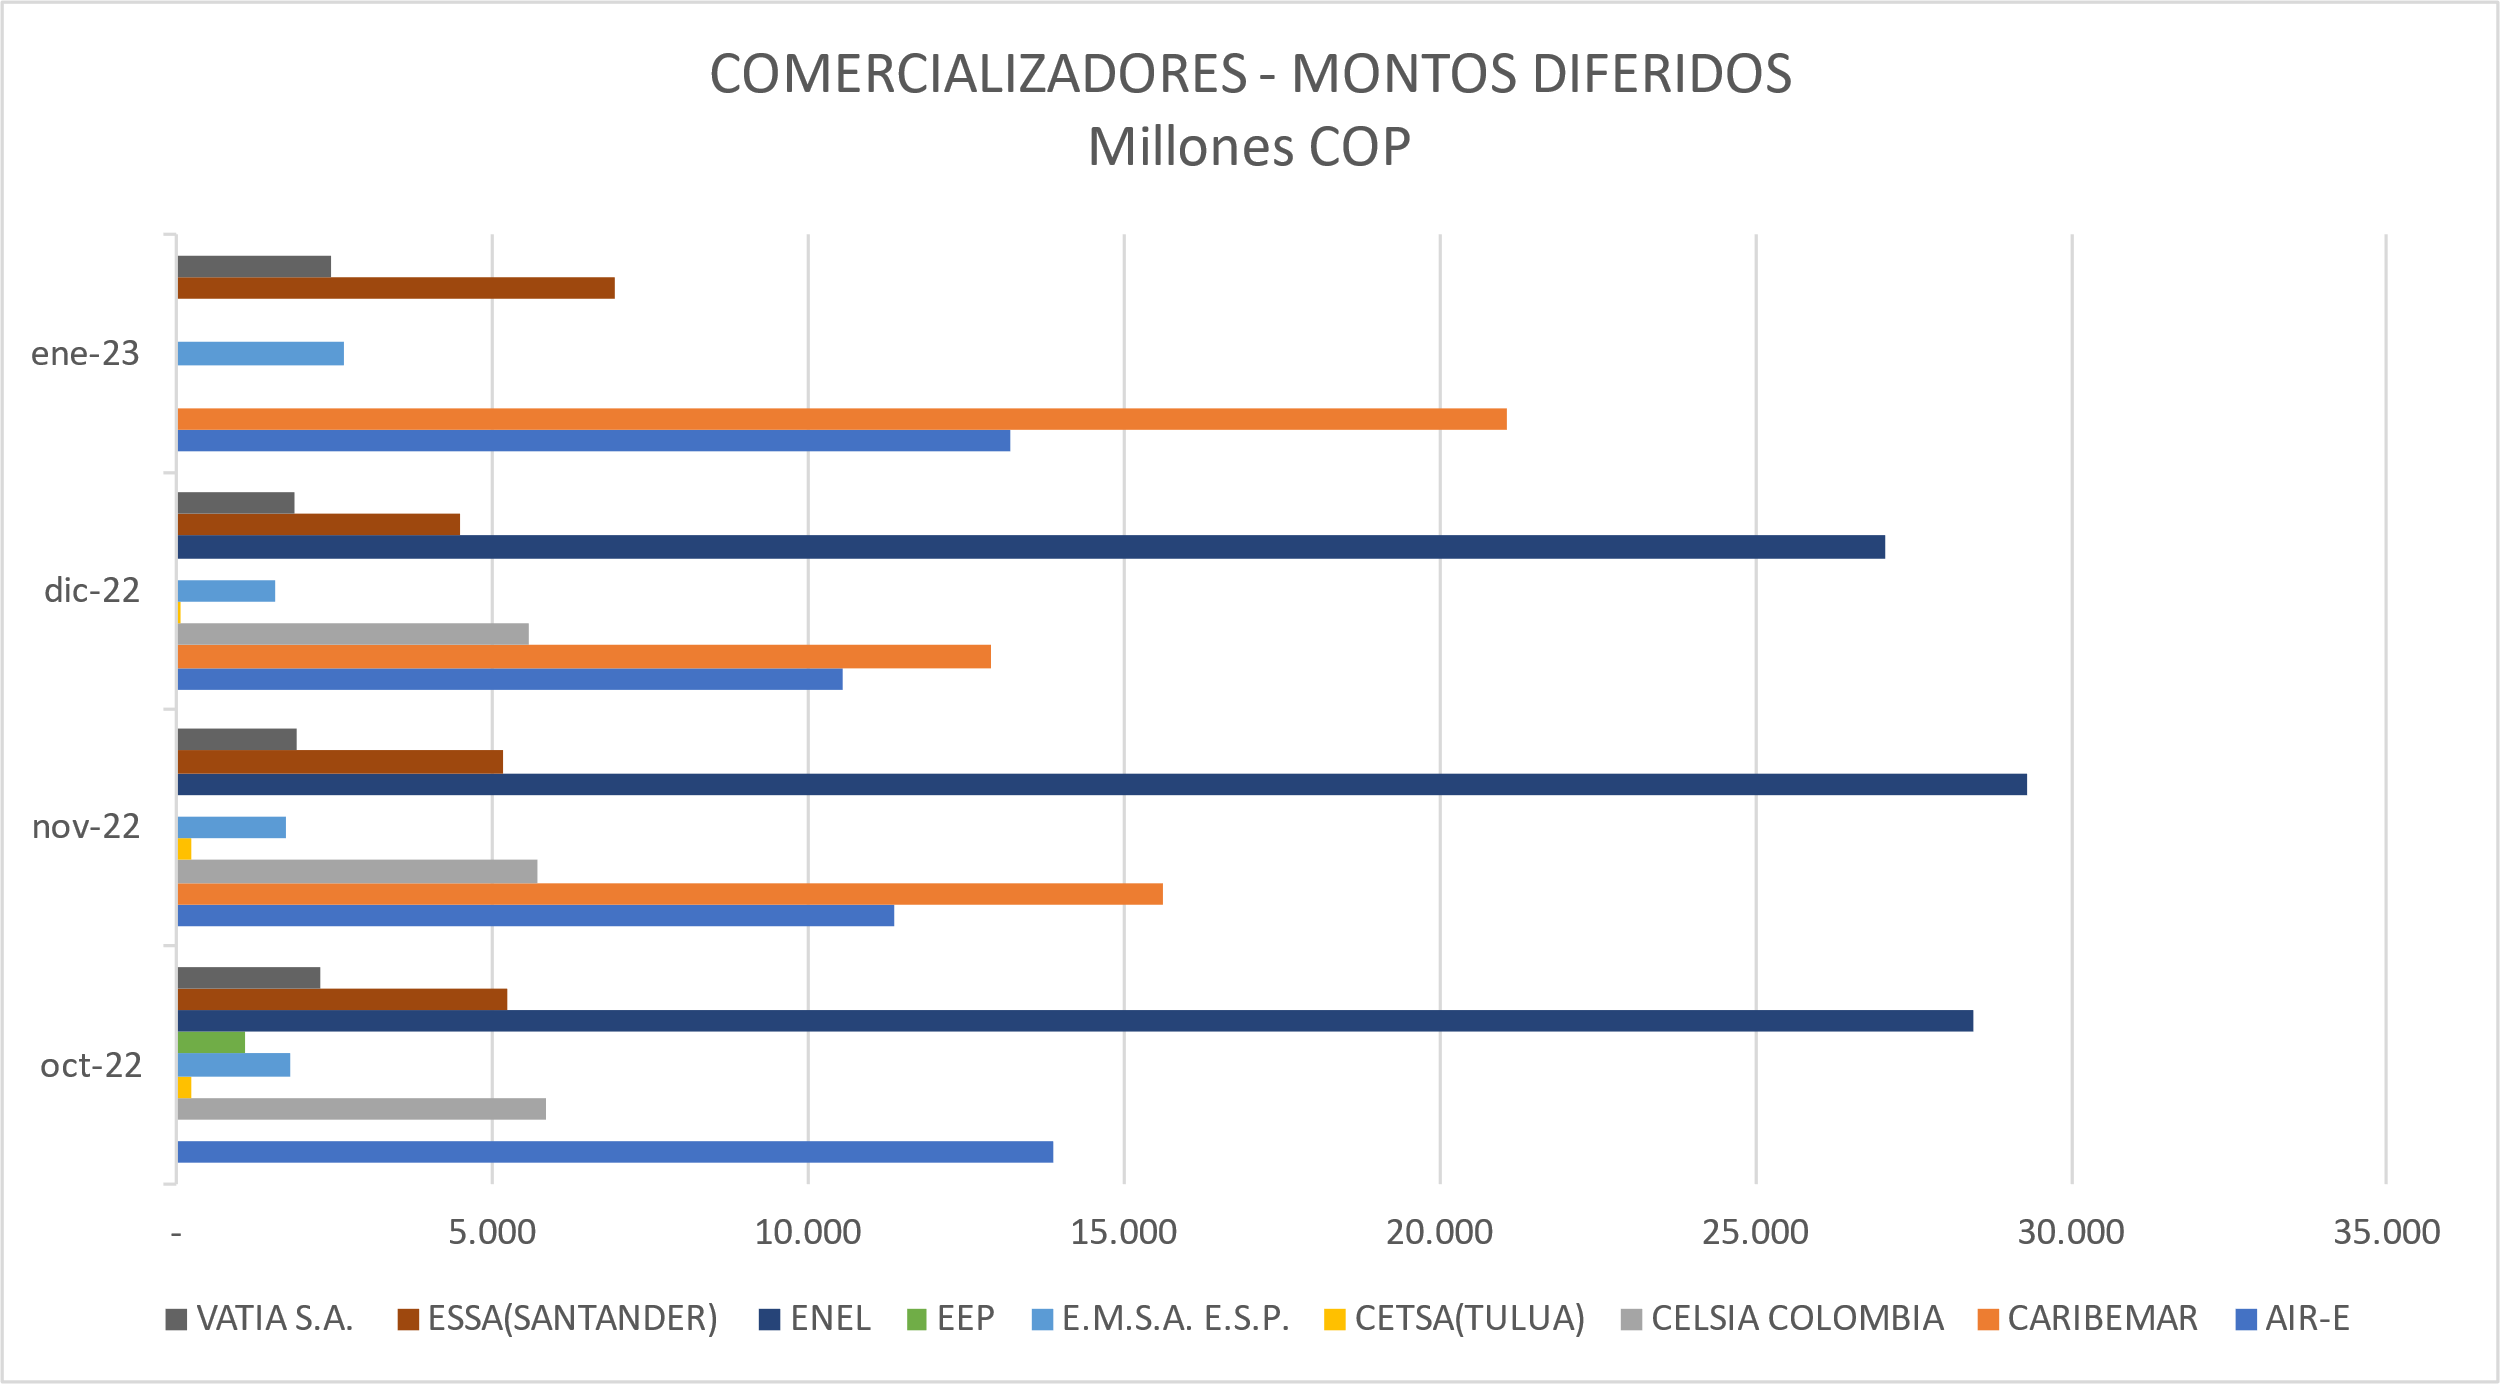 COMERCIALIZADORES - MONTOS DIFERIDOS
Millones COP
ene-23
dic-22
nov-22
oct-22
- 5.000 10.000 15.000 20.000 25.000 30.000 35.000
VATIA S.A. ESSA(SANTANDER) ENEL EEP E.M.S.A. E.S.P. CETSA(TULUA) CELSIA COLOMBIA CARIBEMAR AIR-E